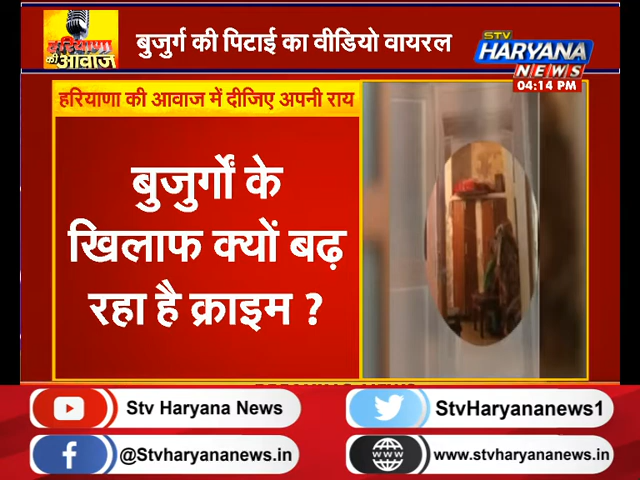 हरियाणा
की आवाज
बुजुर्ग की पिटाई का वीडियो वायरल
STV
HARYANA
NEWS
04:14 PM
हरियाणा की आवाज में दीजिए अपनी राय
बुजुर्गों के
खिलाफ क्यों बढ़
रहा है क्राइम ?
Stv Haryana News
StvHaryananews1
@Stvharyananews.in
www.stvharyananews.in